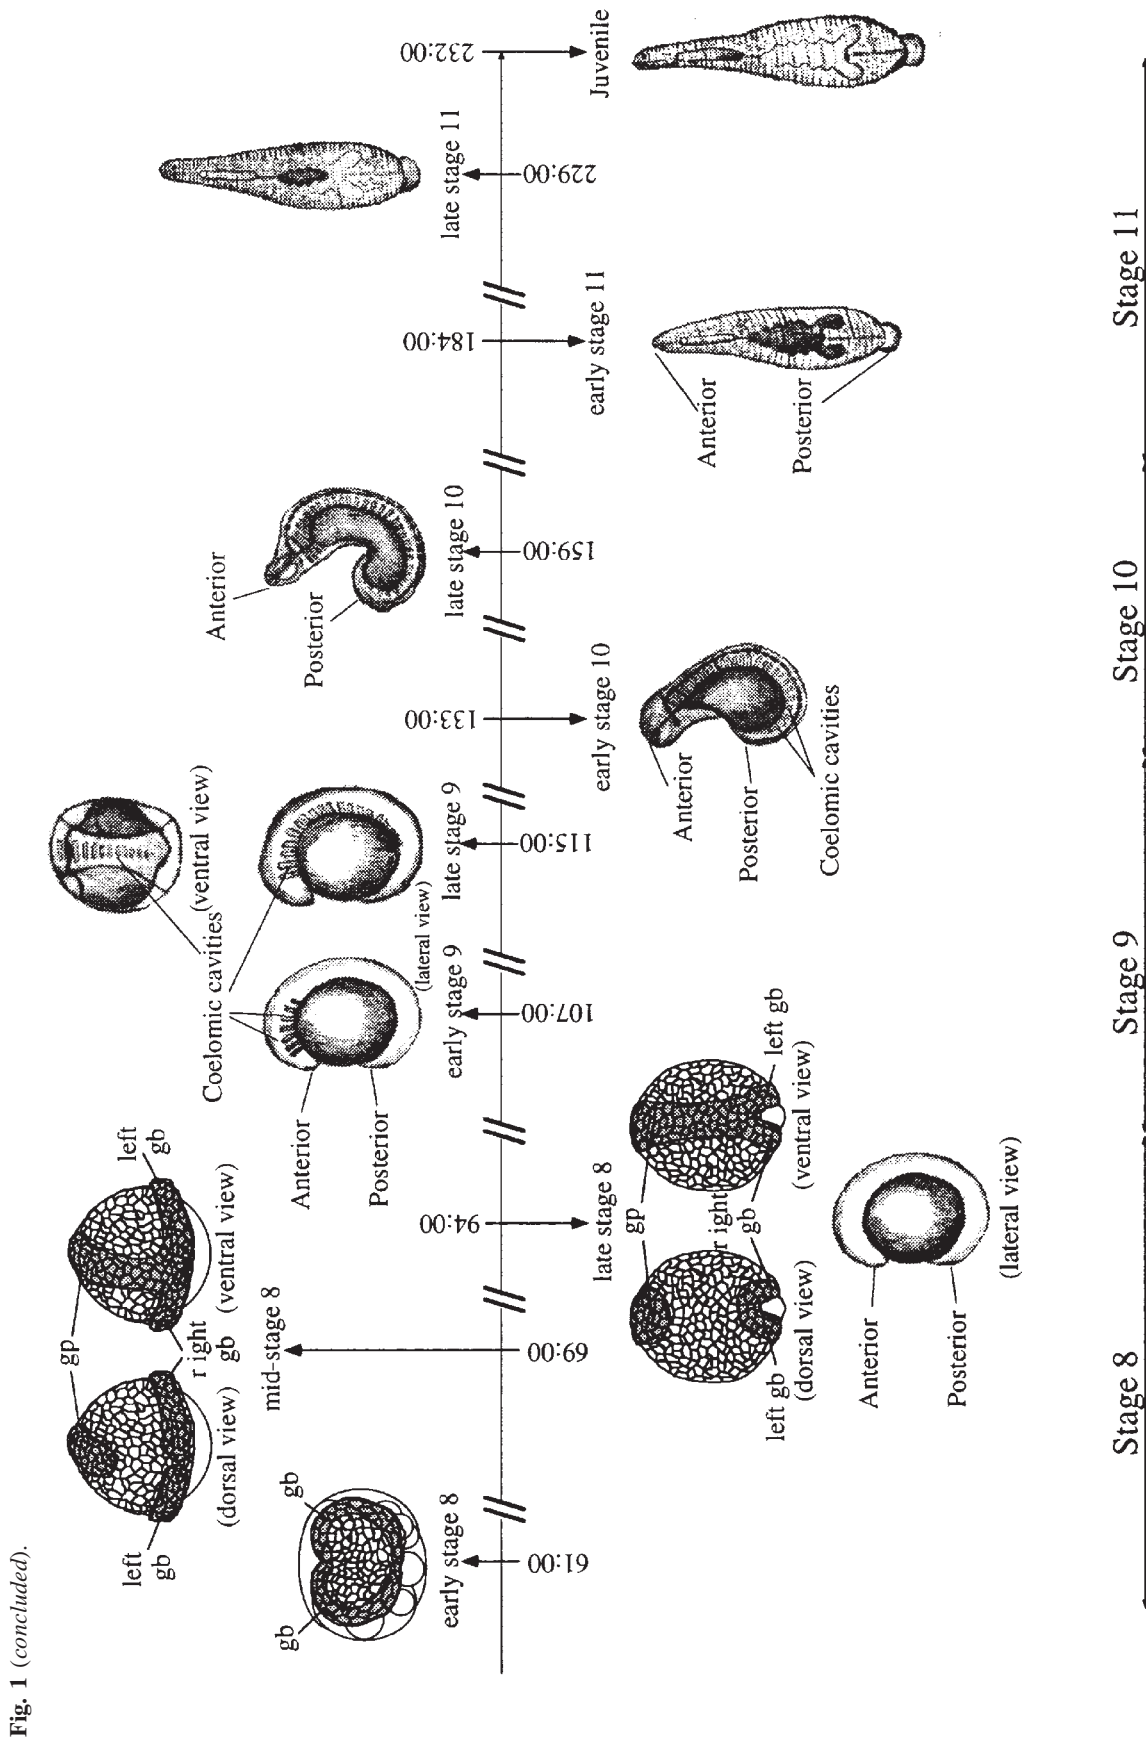 Fig. 1 (concluded).
left
gb
gp
left
gb
(dorsal view)
r ight
gb
(ventral view)
mid-stage 8
gb
gb
early stage 8
Coelomic cavities
(ventral view)
Anterior
Posterior
(lateral view)
early stage 9
late stage 9
Anterior
Posterior
late stage 10
late stage 11
61:00
69:00
94:00
107:00
115:00
133:00
159:00
184:00
229:00
232:00
late stage 8
gp
r ight
gb
left gb
(dorsal view)
left gb
(ventral view)
Anterior
Posterior
(lateral view)
early stage 10
Anterior
Posterior
Coelomic cavities
early stage 11
Anterior
Posterior
Juvenile
Stage 8
Stage 9
Stage 10
Stage 11